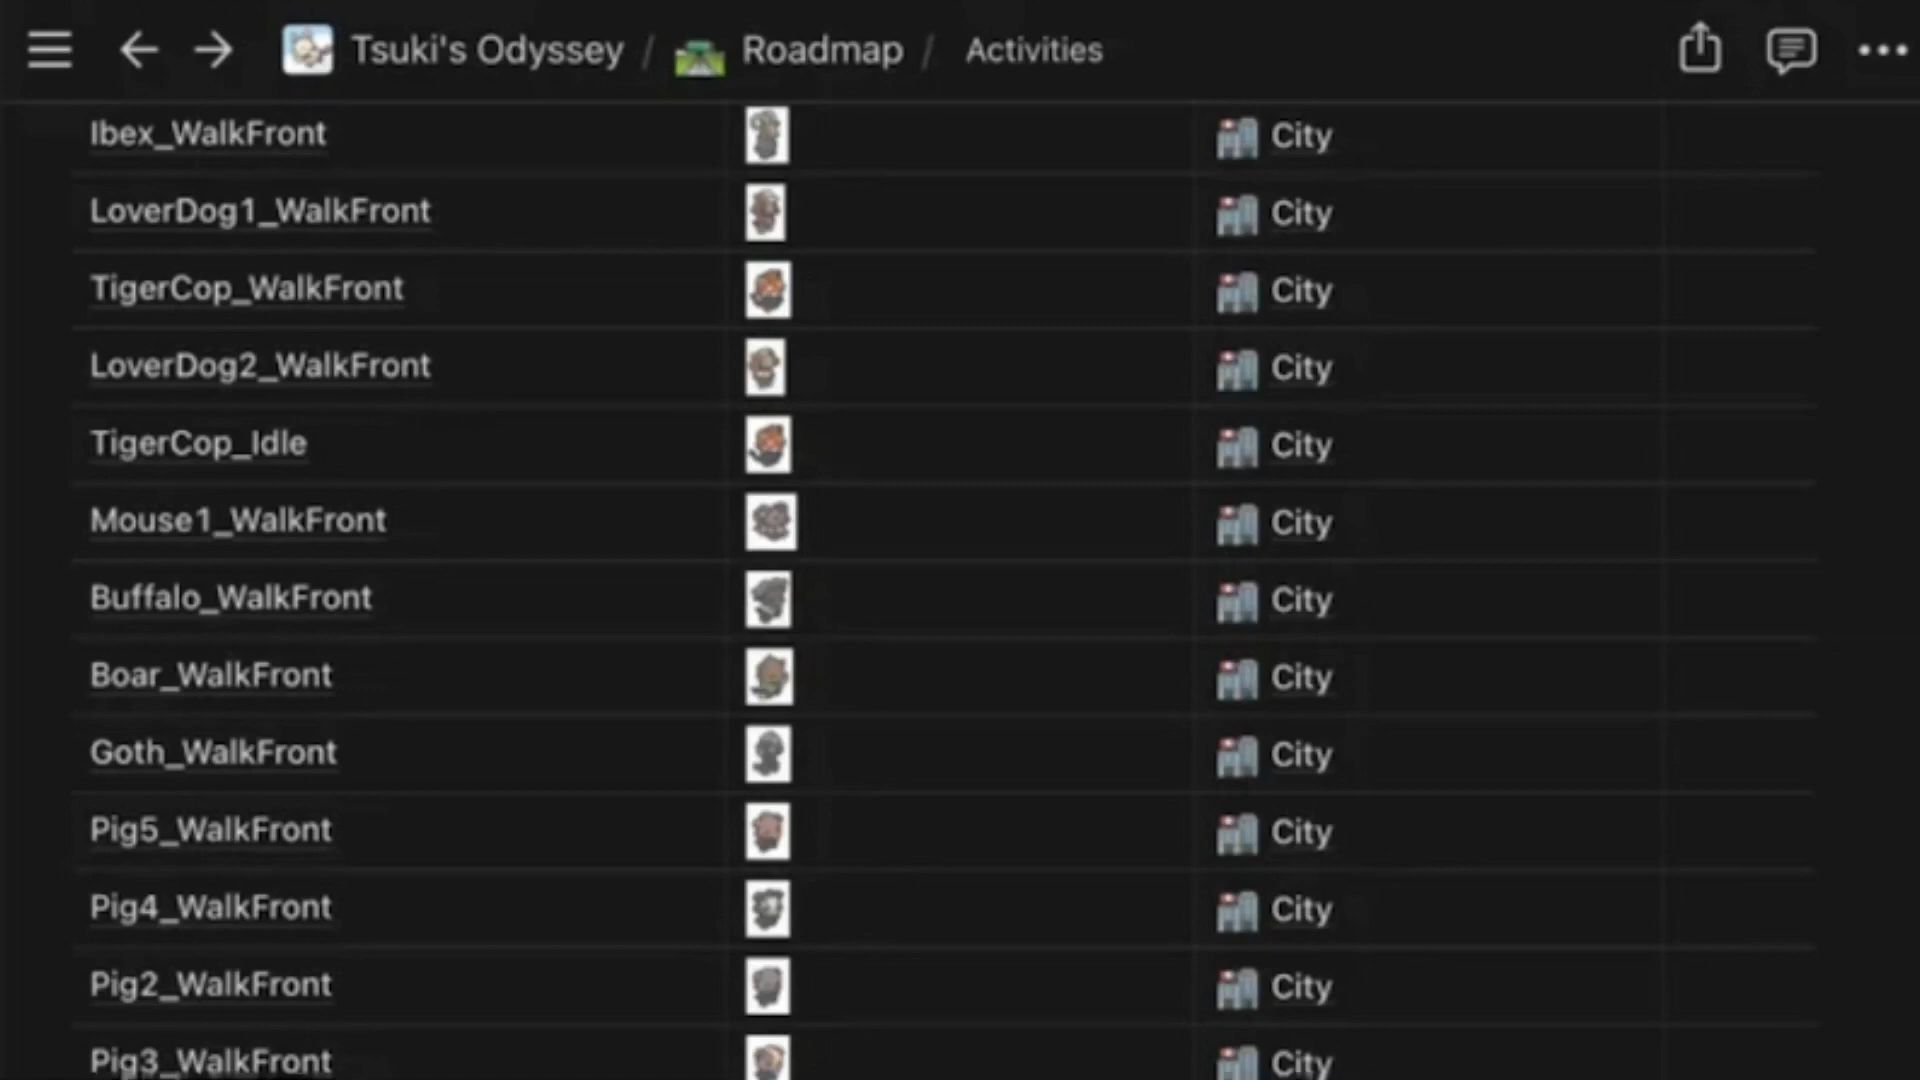 Tsuki's Odyssey / Roadmap / Activities
Ibex_WalkFront City
LoverDog1_WalkFront City
TigerCop_WalkFront City
LoverDog2_WalkFront City
TigerCop_Idle City
Mouse1_WalkFront City
Buffalo_WalkFront City
Boar_WalkFront City
Goth_WalkFront City
Pig5_WalkFront City
Pig4_WalkFront City
Pig2_WalkFront City
Pig3_WalkFront City